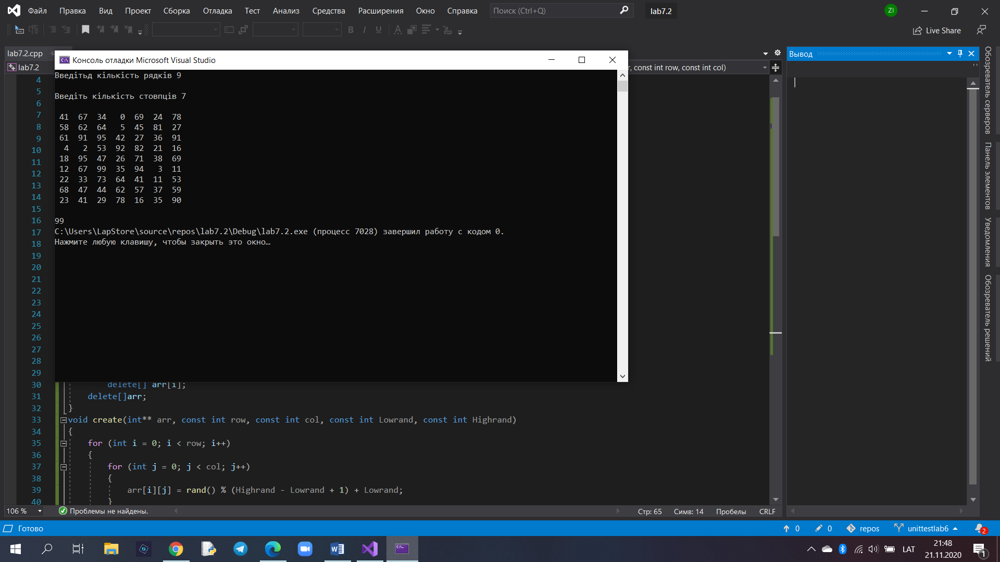 Файл Правка Вид Проект Сборка Отладка Тест Анализ Средства Расширения Окно Справка Поиск (Ctrl+Q) lab7.2 ZI
B I U A Live Share
lab7.2.cpp
Консоль отладки Microsoft Visual Studio
Вывод
lab7.2
r, const int row, const int col)
Введітьд кількість рядків 9
Введіть кількість стовпців 7
41 67 34 0 69 24 78
58 62 64 5 45 81 27
61 91 95 42 27 36 91
4 2 53 92 82 21 16
18 95 47 26 71 38 69
12 67 99 35 94 3 11
22 33 73 64 41 11 53
68 47 44 62 57 37 59
23 41 29 78 16 35 90
99
C:\Users\LapStore\source\repos\lab7.2\Debug\lab7.2.exe (процесс 7028) завершил работу с кодом 0.
Нажмите любую клавишу, чтобы закрыть это окно…
4
5
6
7
8
9
10
11
12
13
14
15
16
17
18
19
20
21
22
23
24
25
26
27
28
29
30 delete[] arr[i];
31 delete[]arr;
32 }
33 void create(int** arr, const int row, const int col, const int Lowrand, const int Highrand)
34 {
35 for (int i = 0; i < row; i++)
36 {
37 for (int j = 0; j < col; j++)
38 {
39 arr[i][j] = rand() % (Highrand - Lowrand + 1) + Lowrand;
40 }
Обозреватель серверов
Панель элементов
Уведомления
Обозреватель решений
106 % Проблемы не найдены. Стр: 65 Симв: 14 Пробелы CRLF
Готово 0 0 repos unittestlab6 2
LAT 21:48
21.11.2020 1